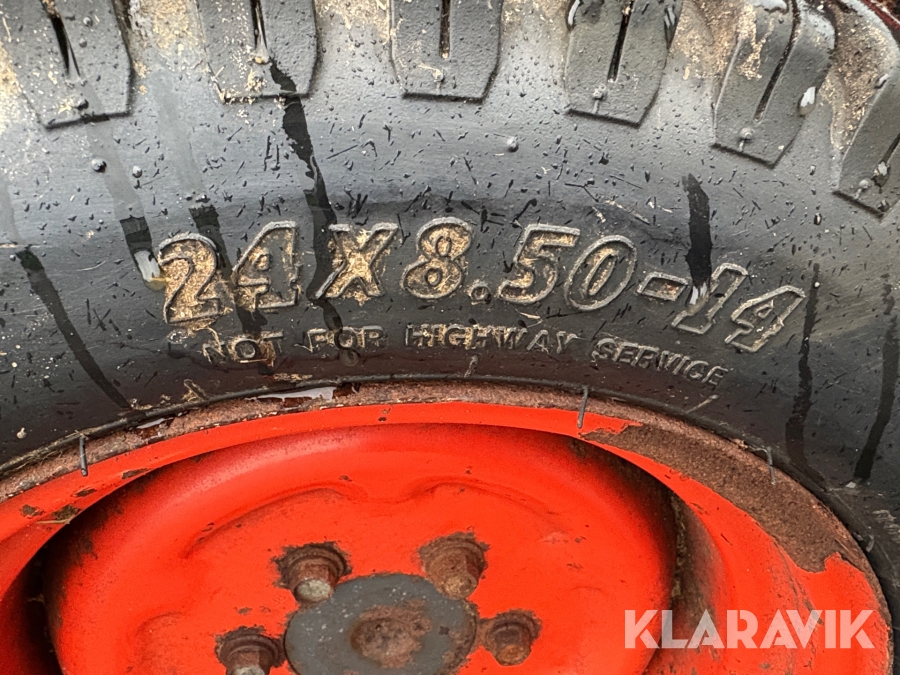 24X8.50-14
NOT FOR HIGHWAY SERVICE
KLARAVIK